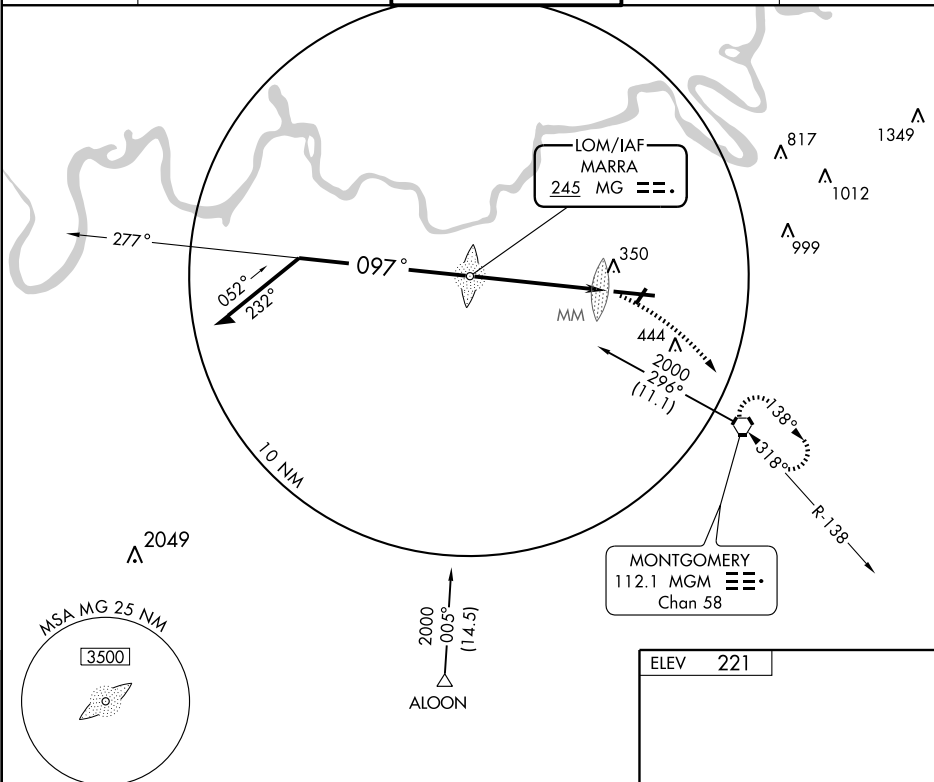 817
1349
1012
999
LOM/IAF
MARRA
245 MG
277°
097°
350
052°
232°
MM
444
2000
296°
(11.1)
138°
318°
R-138
10 NM
2049
MONTGOMERY
112.1 MGM
Chan 58
MSA MG 25 NM
3500
2000
005°
(14.5)
ALOON
ELEV 221